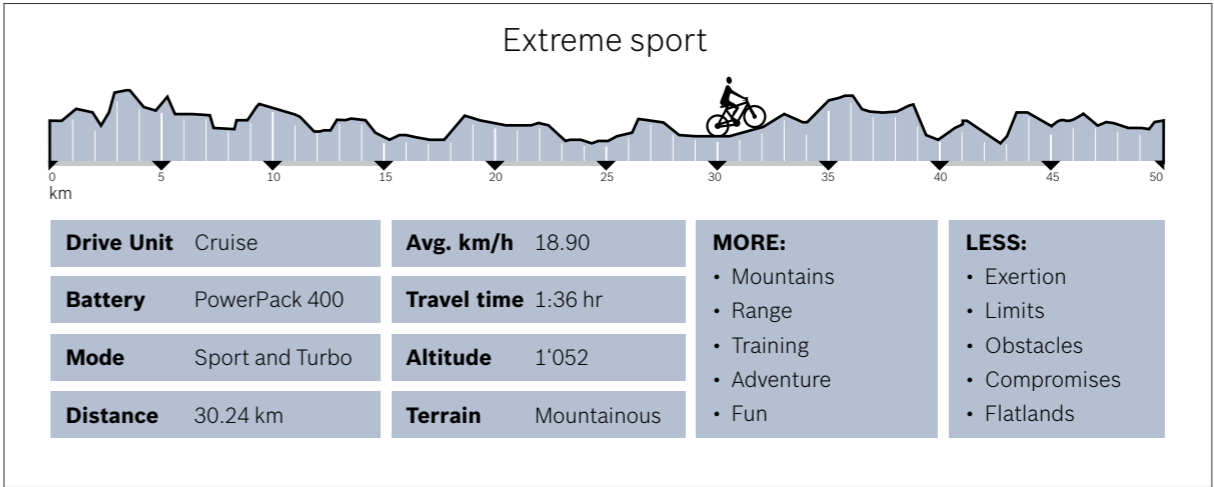 Extreme sport
0 5 10 15 20 25 30 35 40 45 50
km
Drive Unit Cruise
Battery PowerPack 400
Mode Sport and Turbo
Distance 30.24 km
Avg. km/h 18.90
Travel time 1:36 hr
Altitude 1‘052
Terrain Mountainous
MORE:
• Mountains
• Range
• Training
• Adventure
• Fun
LESS:
• Exertion
• Limits
• Obstacles
• Compromises
• Flatlands